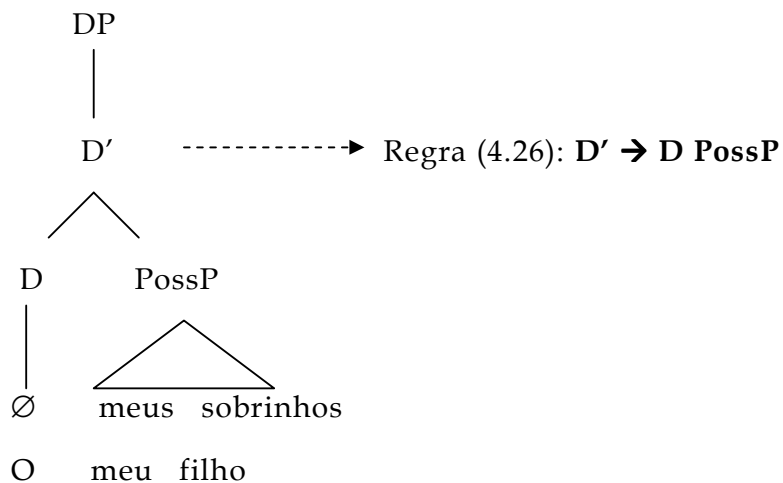 DP
D' Regra (4.26): D' → D PossP
D PossP
∅ meus sobrinhos
O meu filho